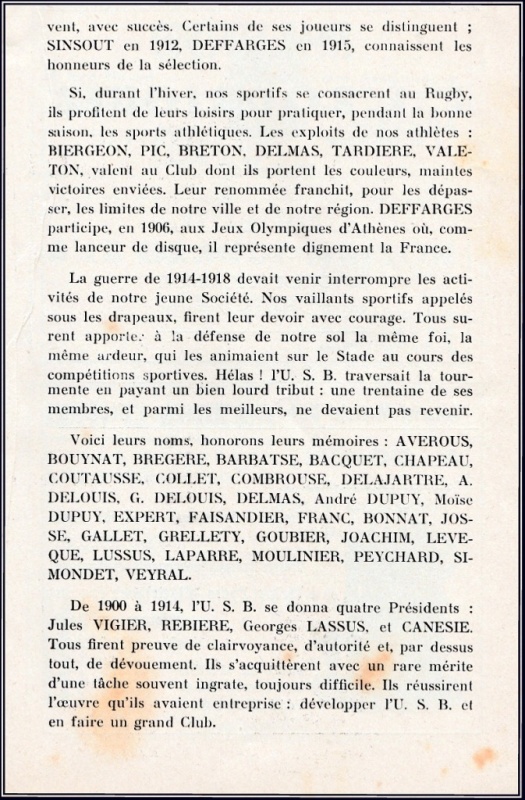 vent, avec succès. Certains de ses joueurs se distinguent ;
SINSOUT en 1912, DEFFARGES en 1915, connaissent les
honneurs de la sélection.
Si, durant l'hiver, nos sportifs se consacrent au Rugby,
ils profitent de leurs loisirs pour pratiquer, pendant la bonne
saison, les sports athlétiques. Les exploits de nos athlètes :
BIERGEON, PIC, BRETON, DELMAS, TARDIERE, VALE-
TON, valent au Club dont ils portent les couleurs, maintes
victoires enviées. Leur renommée franchit, pour les dépas-
ser, les limites de notre ville et de notre région. DEFFARGES
participe, en 1906, aux Jeux Olympiques d'Athènes où, com-
me lanceur de disque, il représente dignement la France.
La guerre de 1914-1918 devait venir interrompre les acti-
vités de notre jeune Société. Nos vaillants sportifs appelés
sous les drapeaux, firent leur devoir avec courage. Tous su-
rent apporter à la défense de notre sol la même foi, la
même ardeur, qui les animaient sur le Stade au cours des
compétitions sportives. Hélas ! l'U. S. B. traversait la tour-
mente en payant un bien lourd tribut : une trentaine de ses
membres, et parmi les meilleurs, ne devaient pas revenir.
Voici leurs noms, honorons leurs mémoires : AVEROUS,
BOUYNAT, BREGERE, BARBATSE, BACQUET, CHAPEAU,
COUTAUSSE, COLLET, COMBROUSE, DELAJARTRE, A.
DELOUIS, G. DELOUIS, DELMAS, André DUPUY, Moïse
DUPUY, EXPERT, FAISANDIER, FRANC, BONNAT, JOS-
SE, GALLET, GRELLETY, GOUBIER, JOACHIM, LEVE-
QUE, LUSSUS, LAPARRE, MOULINIER, PEYCHARD, SI-
MONDET, VEYRAL.
De 1900 à 1914, l'U. S. B. se donna quatre Présidents :
Jules VIGIER, REBIERE, Georges LASSUS, et CANESIE.
Tous firent preuve de clairvoyance, d'autorité et, par dessus
tout, de dévouement. Ils s'acquittèrent avec un rare mérite
d'une tâche souvent ingrate, toujours difficile. Ils réussirent
l'œuvre qu'ils avaient entreprise : développer l'U. S. B. et
en faire un grand Club.